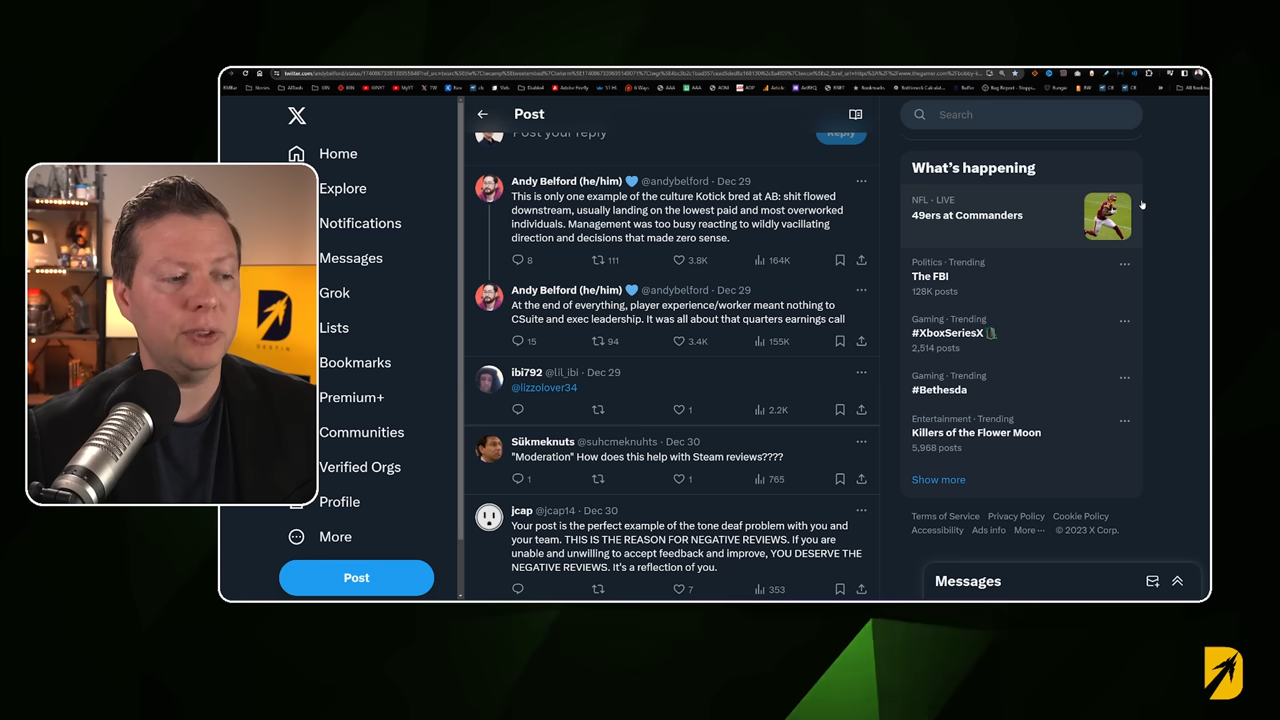 Post
Post your reply
Reply
Search
Home
Explore
Notifications
Messages
Grok
Lists
Bookmarks
Premium+
Communities
Verified Orgs
Profile
More
Post
Andy Belford (he/him) 💙 @andybelford · Dec 29
This is only one example of the culture Kotick bred at AB: shit flowed
downstream, usually landing on the lowest paid and most overworked
individuals. Management was too busy reacting to wildly vacillating
direction and decisions that made zero sense.
8 111 3.8K 164K
Andy Belford (he/him) 💙 @andybelford · Dec 29
At the end of everything, player experience/worker meant nothing to
CSuite and exec leadership. It was all about that quarters earnings call
15 94 3.4K 155K
ibi792 @lil_ibi · Dec 29
@lizzolover34
1 2.2K
Sükmeknuts @suhcmeknuhts · Dec 30
"Moderation" How does this help with Steam reviews????
1 1 765
jcap @jcap14 · Dec 30
Your post is the perfect example of the tone deaf problem with you and
your team. THIS IS THE REASON FOR NEGATIVE REVIEWS. If you are
unable and unwilling to accept feedback and improve, YOU DESERVE THE
NEGATIVE REVIEWS. It's a reflection of you.
7 353
What's happening
NFL · LIVE
49ers at Commanders
Politics · Trending
The FBI
128K posts
Gaming · Trending
#XboxSeriesX
2,514 posts
Gaming · Trending
#Bethesda
Entertainment · Trending
Killers of the Flower Moon
5,968 posts
Show more
Terms of Service Privacy Policy Cookie Policy
Accessibility Ads info More ··· © 2023 X Corp.
Messages
DESTIN